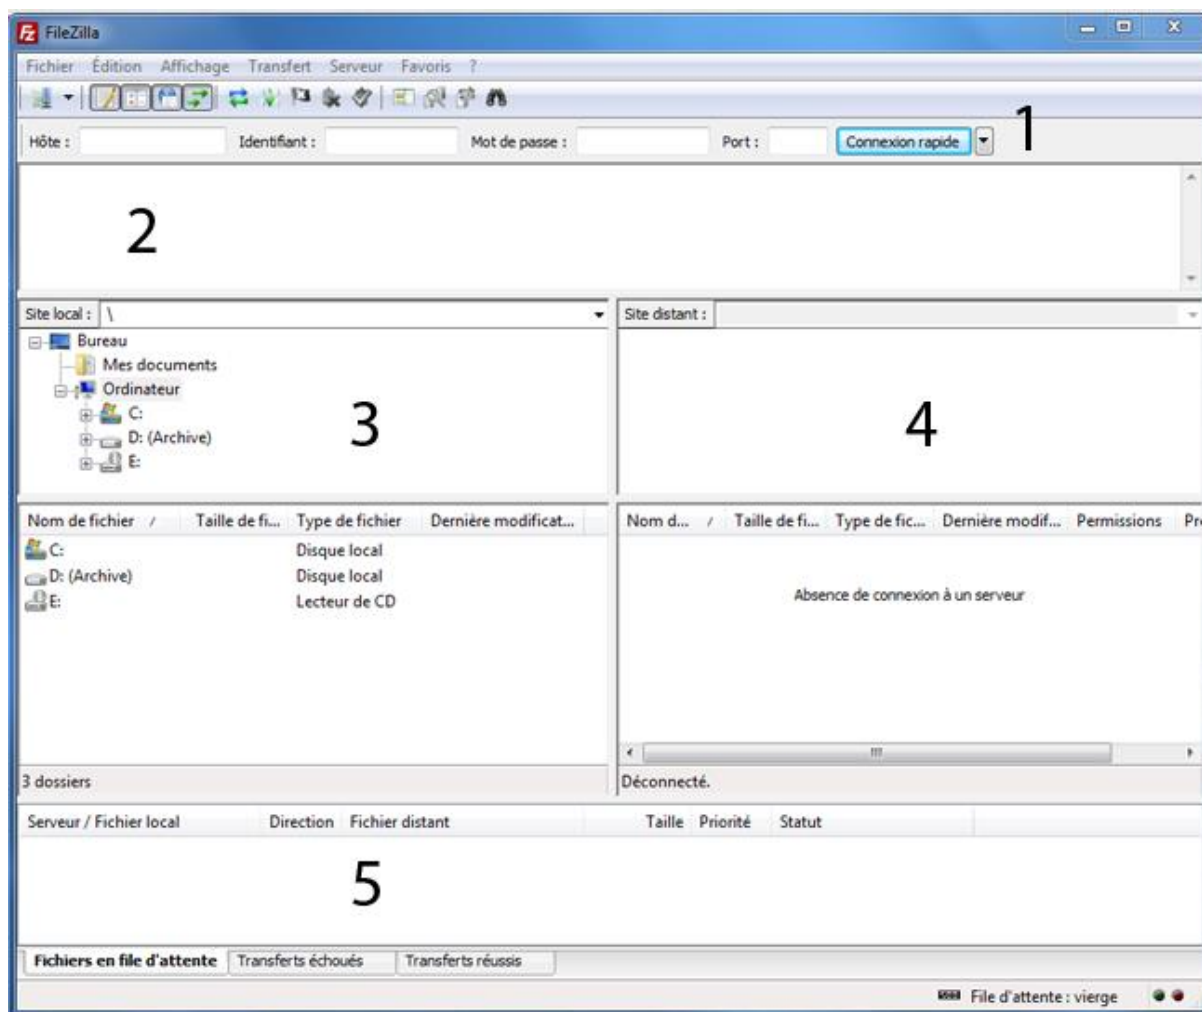 FileZilla
Fichier Édition Affichage Transfert Serveur Favoris ?
1
Hôte : Identifiant : Mot de passe : Port : Connexion rapide
2
Site local : \
Bureau
Mes documents
Ordinateur
C:
D: (Archive)
E:
3
Site distant :
4
Nom de fichier / Taille de fi... Type de fichier Dernière modificat...
C: Disque local
D: (Archive) Disque local
E: Lecteur de CD
3 dossiers
Nom d... / Taille de fi... Type de fic... Dernière modif... Permissions Pr
Absence de connexion à un serveur
Déconnecté.
Serveur / Fichier local Direction Fichier distant Taille Priorité Statut
5
Fichiers en file d'attente Transferts échoués Transferts réussis
File d'attente : vierge